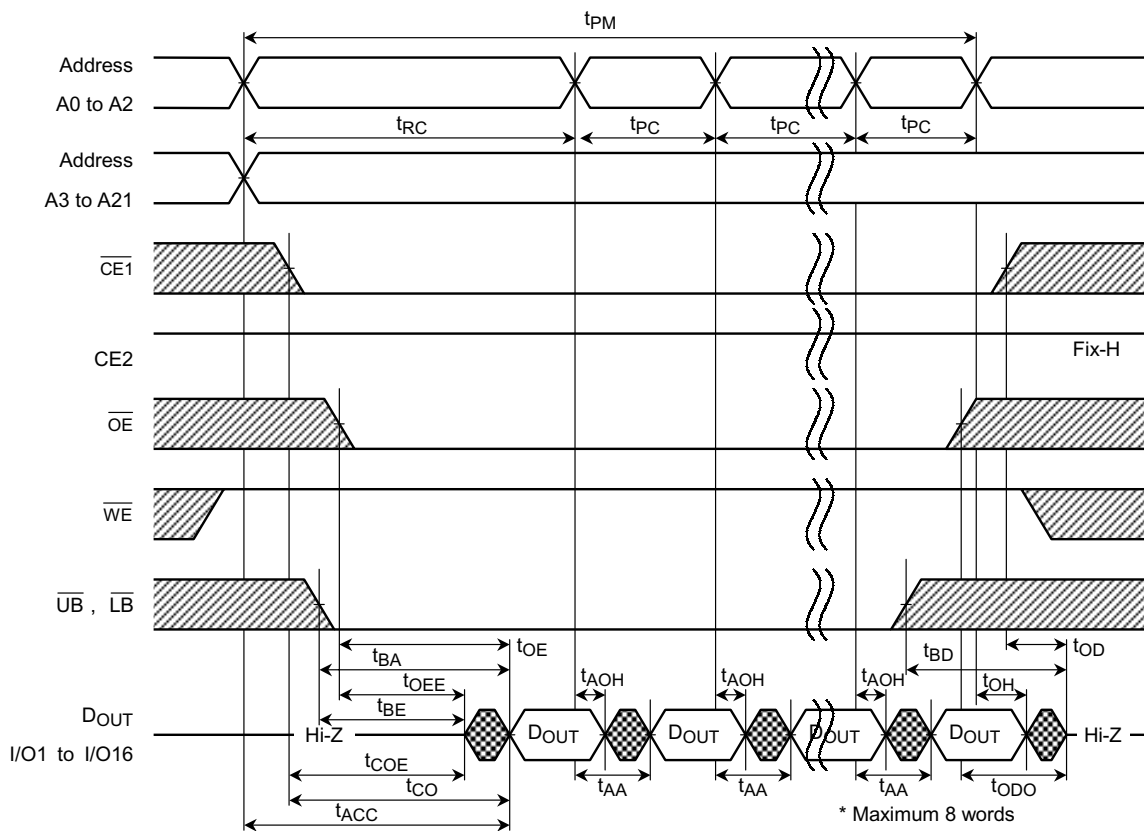 tPM
Address
A0 to A2
tRC tPC tPC tPC
Address
A3 to A21
CE1
CE2
Fix-H
OE
WE
UB , LB
tOE
tOD
tBA
tBD
tOEE
tAOH tAOH tAOH tOH
tBE
DOUT
I/O1 to I/O16
Hi-Z DOUT DOUT DOUT DOUT Hi-Z
tCOE
tCO
tAA tAA tAA tODO
tACC
* Maximum 8 words